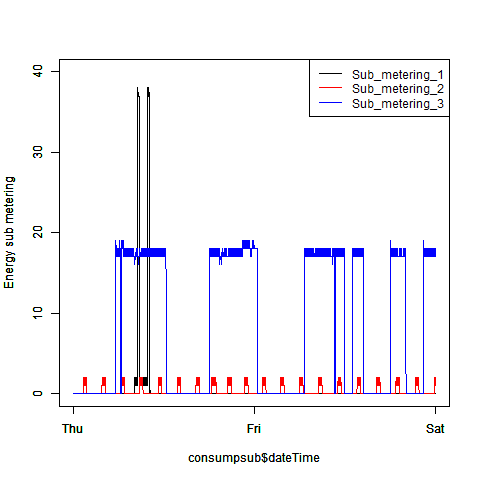 Sub_metering_1
Sub_metering_2
Sub_metering_3
Energy sub metering
40
30
20
10
0
Thu Fri Sat
consumpsub$dateTime